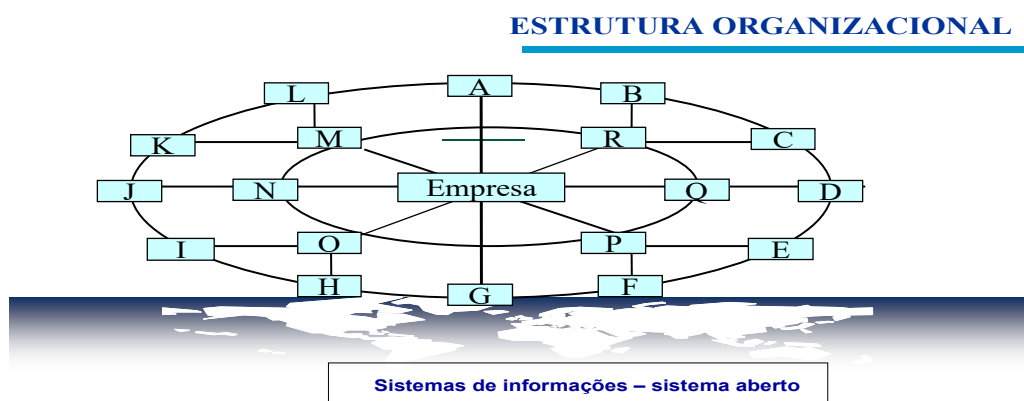 ESTRUTURA ORGANIZACIONAL
A
L
B
K
M
R
C
J
N
Empresa
Q
D
I
O
P
E
H
G
F
Sistemas de informações – sistema aberto